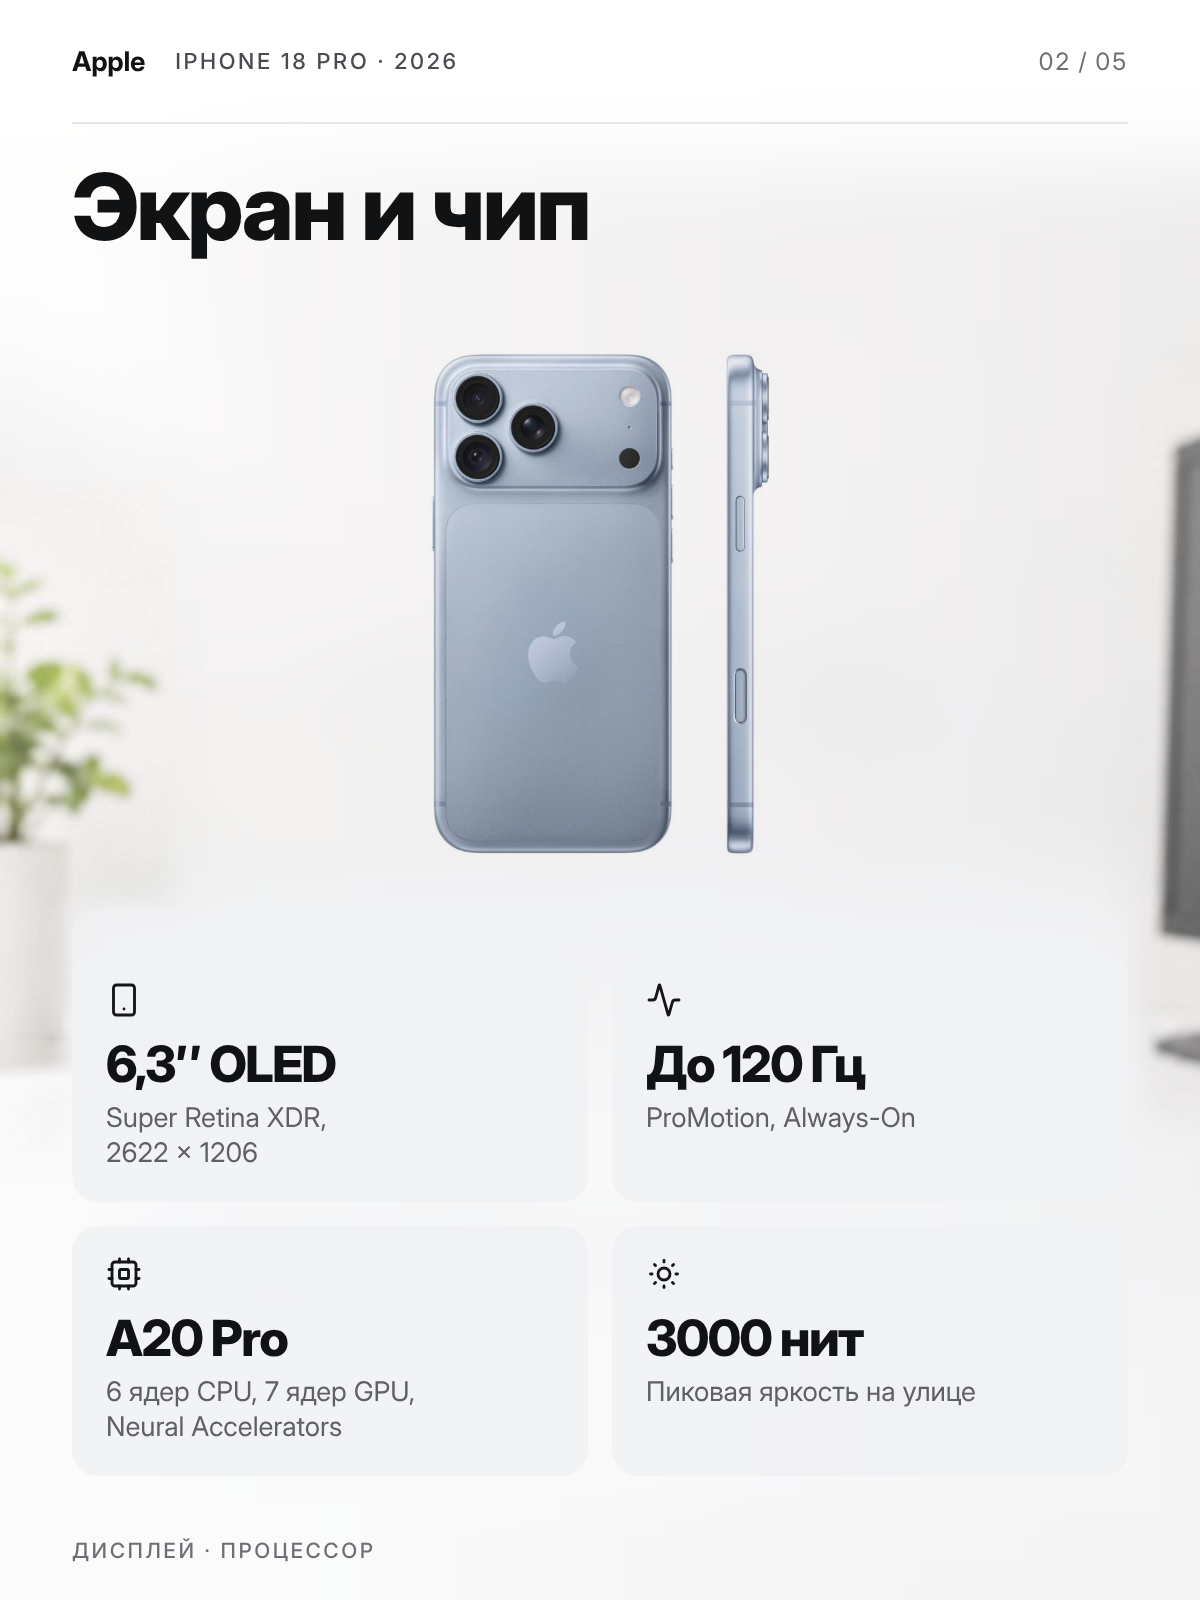 Apple IPHONE 18 PRO · 2026 02 / 05
Экран и чип
6,3″ OLED
Super Retina XDR,
2622 × 1206
До 120 Гц
ProMotion, Always-On
A20 Pro
6 ядер CPU, 7 ядер GPU,
Neural Accelerators
3000 нит
Пиковая яркость на улице
ДИСПЛЕЙ · ПРОЦЕССОР